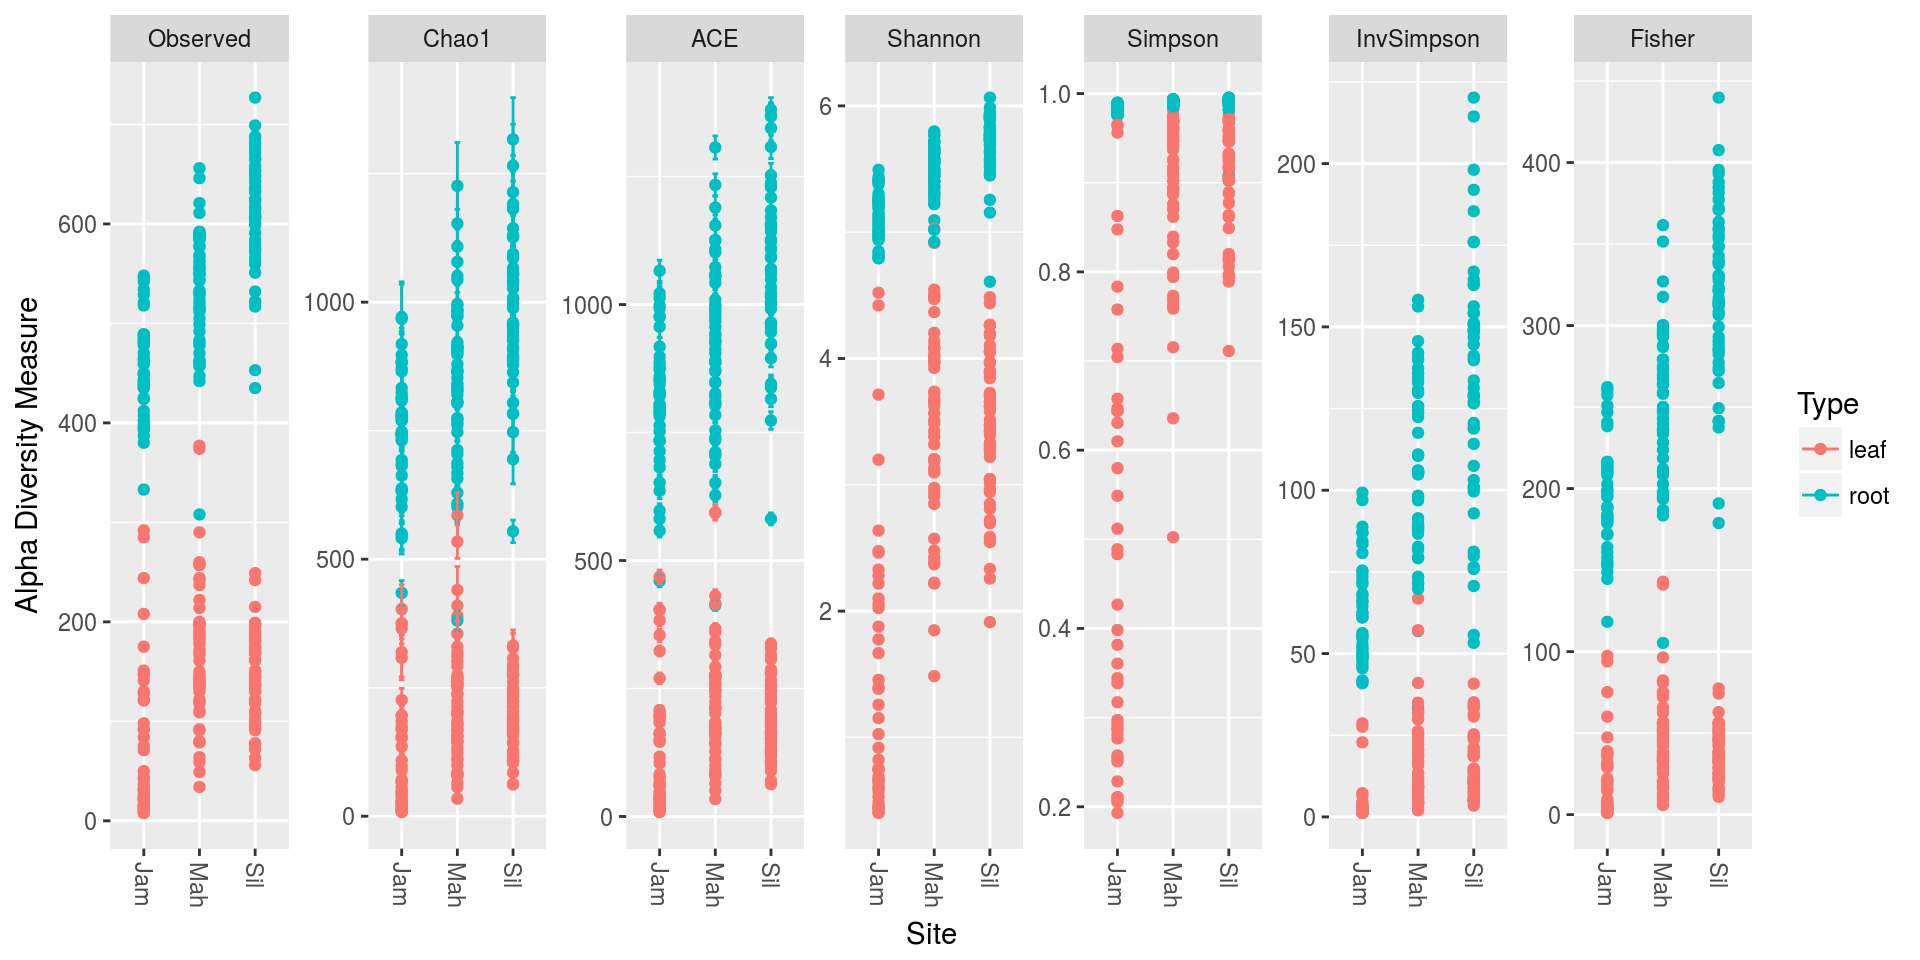 Observed
Chao1
ACE
Shannon
Simpson
InvSimpson
Fisher
Alpha Diversity Measure
600
400
200
0
1000
500
0
1000
500
0
6
4
2
1.0
0.8
0.6
0.4
0.2
200
150
100
50
0
400
300
200
100
0
Jam Mah Sil
Jam Mah Sil
Jam Mah Sil
Jam Mah Sil
Jam Mah Sil
Jam Mah Sil
Jam Mah Sil
Site
Type
leaf
root